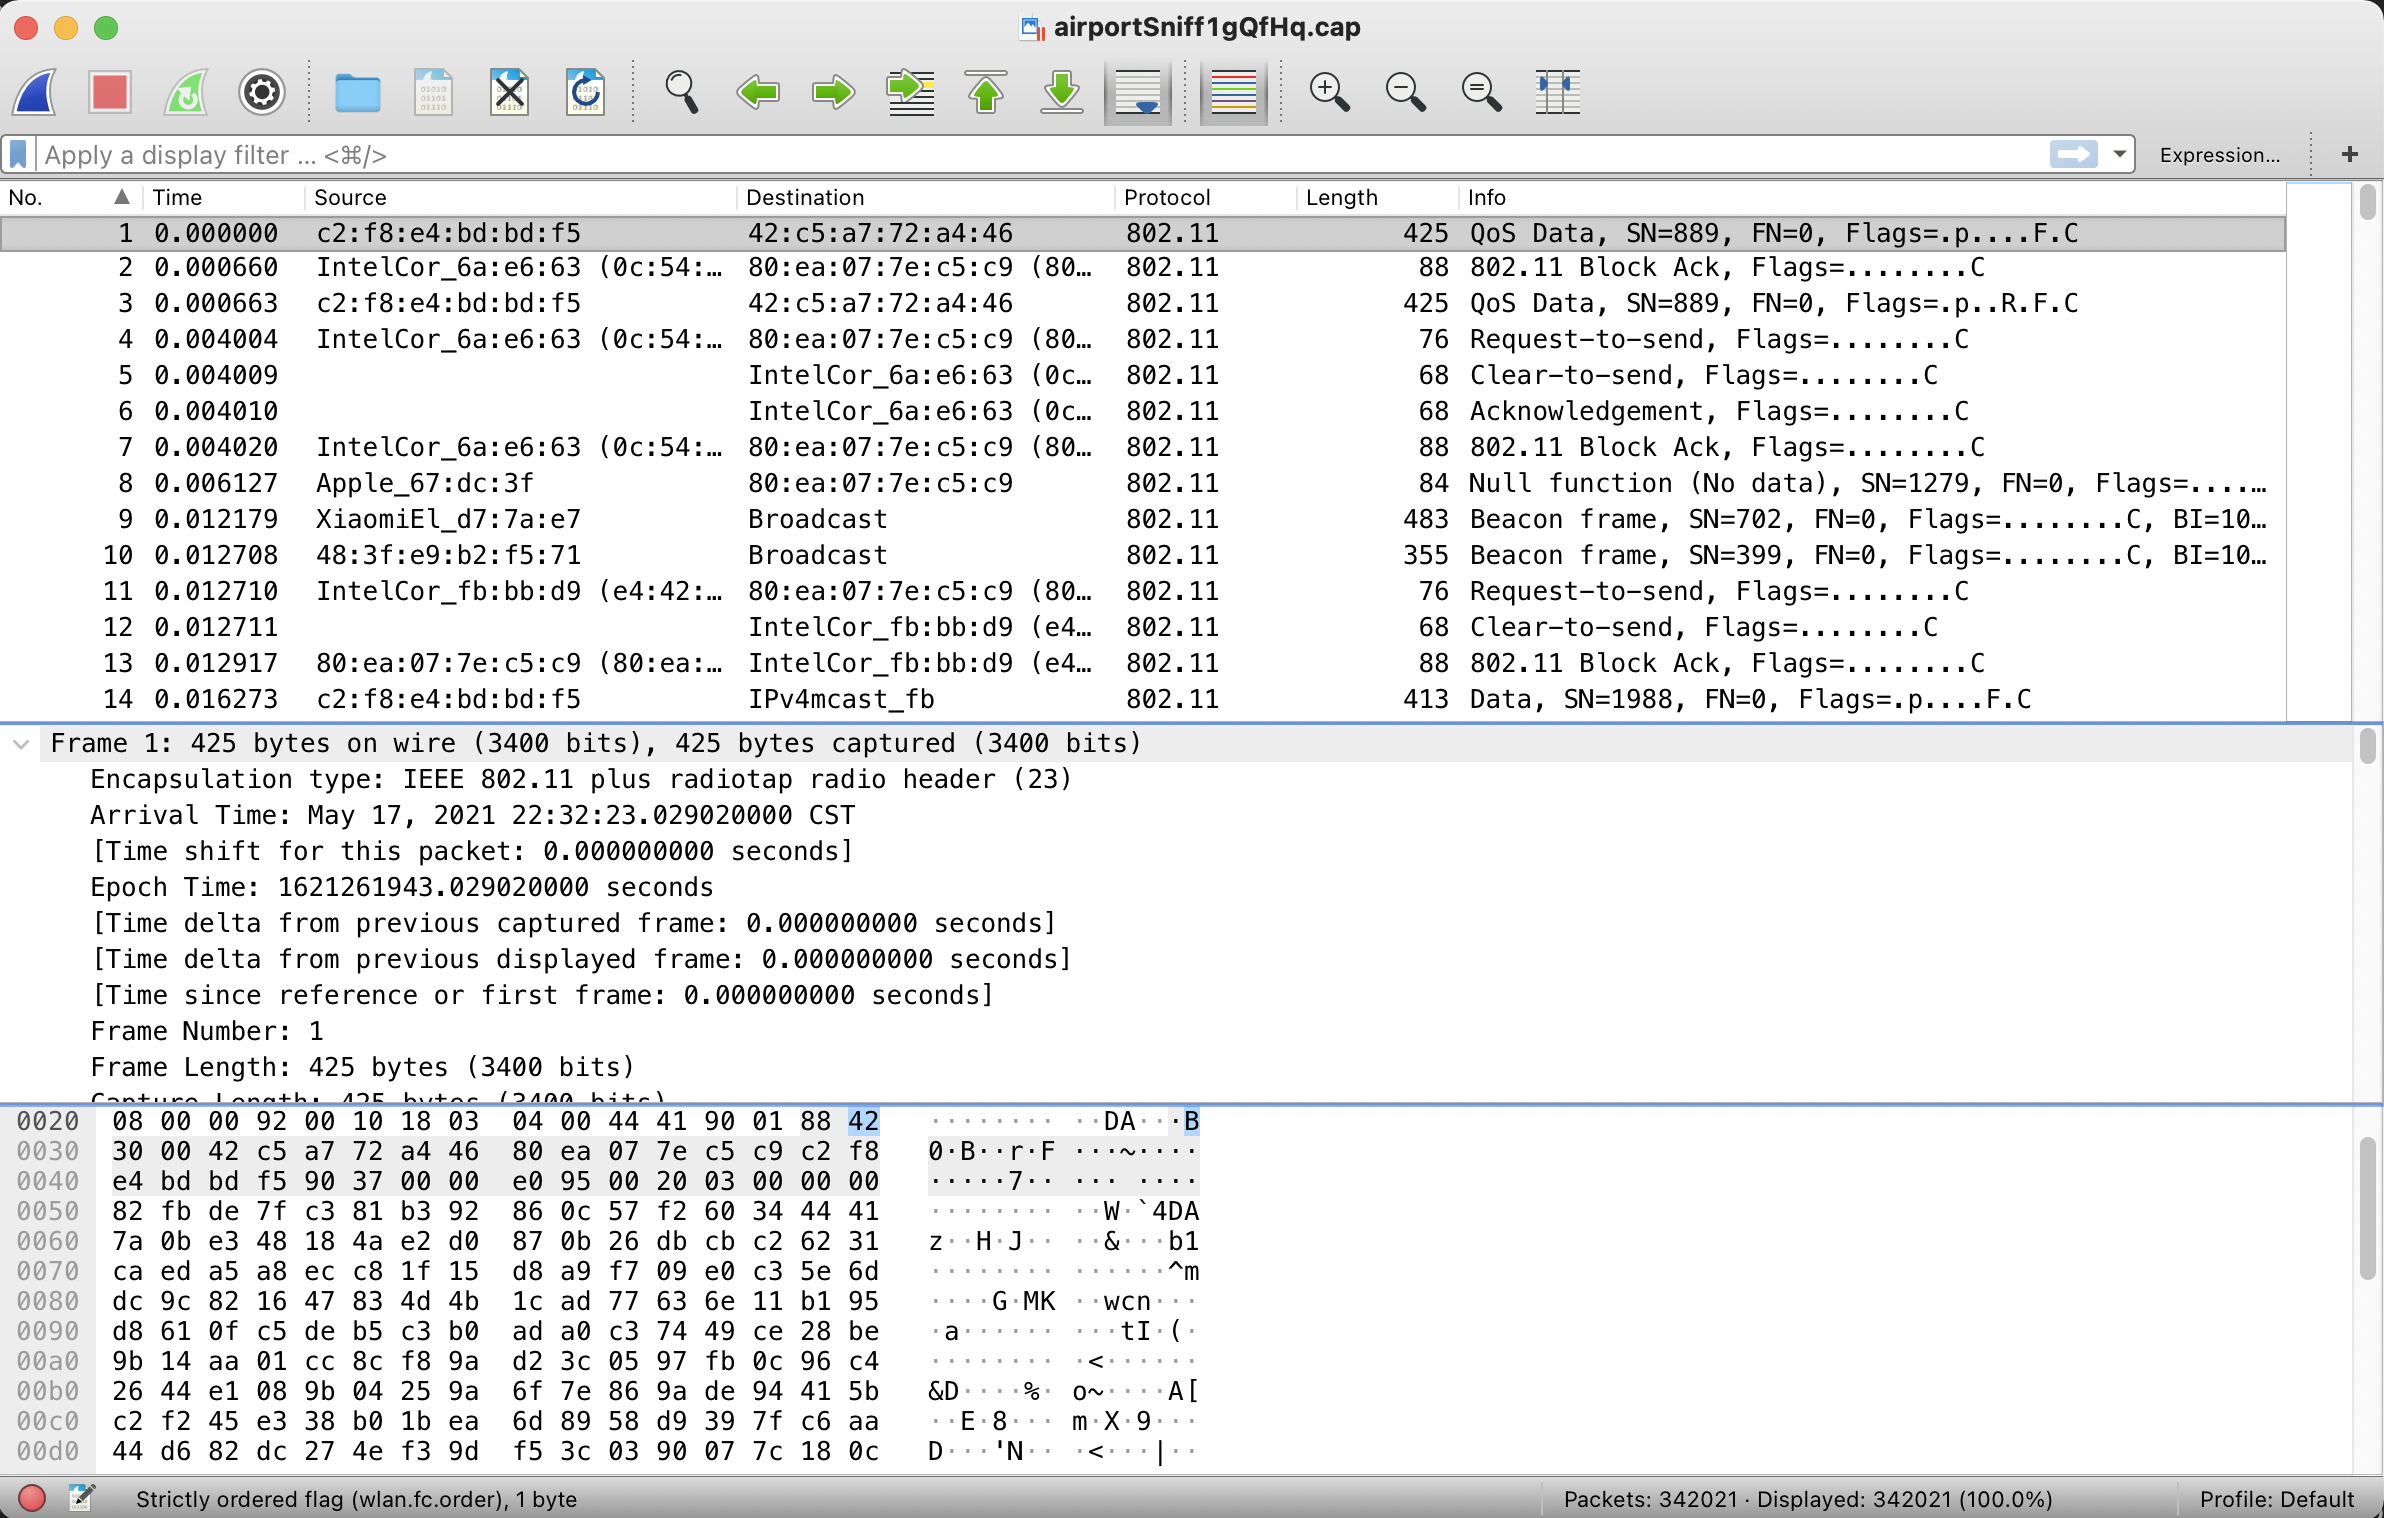 airportSniff1gQfHq.cap
Apply a display filter ... <⌘/>
Expression...
+
No. Time Source Destination Protocol Length Info
1 0.000000 c2:f8:e4:bd:bd:f5 42:c5:a7:72:a4:46 802.11 425 QoS Data, SN=889, FN=0, Flags=.p....F.C
2 0.000660 IntelCor_6a:e6:63 (0c:54:… 80:ea:07:7e:c5:c9 (80… 802.11 88 802.11 Block Ack, Flags=........C
3 0.000663 c2:f8:e4:bd:bd:f5 42:c5:a7:72:a4:46 802.11 425 QoS Data, SN=889, FN=0, Flags=.p..R.F.C
4 0.004004 IntelCor_6a:e6:63 (0c:54:… 80:ea:07:7e:c5:c9 (80… 802.11 76 Request-to-send, Flags=........C
5 0.004009 IntelCor_6a:e6:63 (0c… 802.11 68 Clear-to-send, Flags=........C
6 0.004010 IntelCor_6a:e6:63 (0c… 802.11 68 Acknowledgement, Flags=........C
7 0.004020 IntelCor_6a:e6:63 (0c:54:… 80:ea:07:7e:c5:c9 (80… 802.11 88 802.11 Block Ack, Flags=........C
8 0.006127 Apple_67:dc:3f 80:ea:07:7e:c5:c9 802.11 84 Null function (No data), SN=1279, FN=0, Flags=....…
9 0.012179 XiaomiEl_d7:7a:e7 Broadcast 802.11 483 Beacon frame, SN=702, FN=0, Flags=........C, BI=10…
10 0.012708 48:3f:e9:b2:f5:71 Broadcast 802.11 355 Beacon frame, SN=399, FN=0, Flags=........C, BI=10…
11 0.012710 IntelCor_fb:bb:d9 (e4:42:… 80:ea:07:7e:c5:c9 (80… 802.11 76 Request-to-send, Flags=........C
12 0.012711 IntelCor_fb:bb:d9 (e4… 802.11 68 Clear-to-send, Flags=........C
13 0.012917 80:ea:07:7e:c5:c9 (80:ea:… IntelCor_fb:bb:d9 (e4… 802.11 88 802.11 Block Ack, Flags=........C
14 0.016273 c2:f8:e4:bd:bd:f5 IPv4mcast_fb 802.11 413 Data, SN=1988, FN=0, Flags=.p....F.C
Frame 1: 425 bytes on wire (3400 bits), 425 bytes captured (3400 bits)
Encapsulation type: IEEE 802.11 plus radiotap radio header (23)
Arrival Time: May 17, 2021 22:32:23.029020000 CST
[Time shift for this packet: 0.000000000 seconds]
Epoch Time: 1621261943.029020000 seconds
[Time delta from previous captured frame: 0.000000000 seconds]
[Time delta from previous displayed frame: 0.000000000 seconds]
[Time since reference or first frame: 0.000000000 seconds]
Frame Number: 1
Frame Length: 425 bytes (3400 bits)
Capture Length: 425 bytes (3400 bits)
0020 08 00 00 92 00 10 18 03 04 00 44 41 90 01 88 42 ········ ··DA···B
0030 30 00 42 c5 a7 72 a4 46 80 ea 07 7e c5 c9 c2 f8 0·B··r·F ···~····
0040 e4 bd bd f5 90 37 00 00 e0 95 00 20 03 00 00 00 ·····7·· ··· ····
0050 82 fb de 7f c3 81 b3 92 86 0c 57 f2 60 34 44 41 ········ ··W·`4DA
0060 7a 0b e3 48 18 4a e2 d0 87 0b 26 db cb c2 62 31 z··H·J·· ··&···b1
0070 ca ed a5 a8 ec c8 1f 15 d8 a9 f7 09 e0 c3 5e 6d ········ ······^m
0080 dc 9c 82 16 47 83 4d 4b 1c ad 77 63 6e 11 b1 95 ····G·MK ··wcn···
0090 d8 61 0f c5 de b5 c3 b0 ad a0 c3 74 49 ce 28 be ·a······ ···tI·(·
00a0 9b 14 aa 01 cc 8c f8 9a d2 3c 05 97 fb 0c 96 c4 ········ ·<······
00b0 26 44 e1 08 9b 04 25 9a 6f 7e 86 9a de 94 41 5b &D····%· o~····A[
00c0 c2 f2 45 e3 38 b0 1b ea 6d 89 58 d9 39 7f c6 aa ··E·8··· m·X·9···
00d0 44 d6 82 dc 27 4e f3 9d f5 3c 03 90 07 7c 18 0c D···'N·· ·<···|··
Strictly ordered flag (wlan.fc.order), 1 byte
Packets: 342021 · Displayed: 342021 (100.0%)
Profile: Default